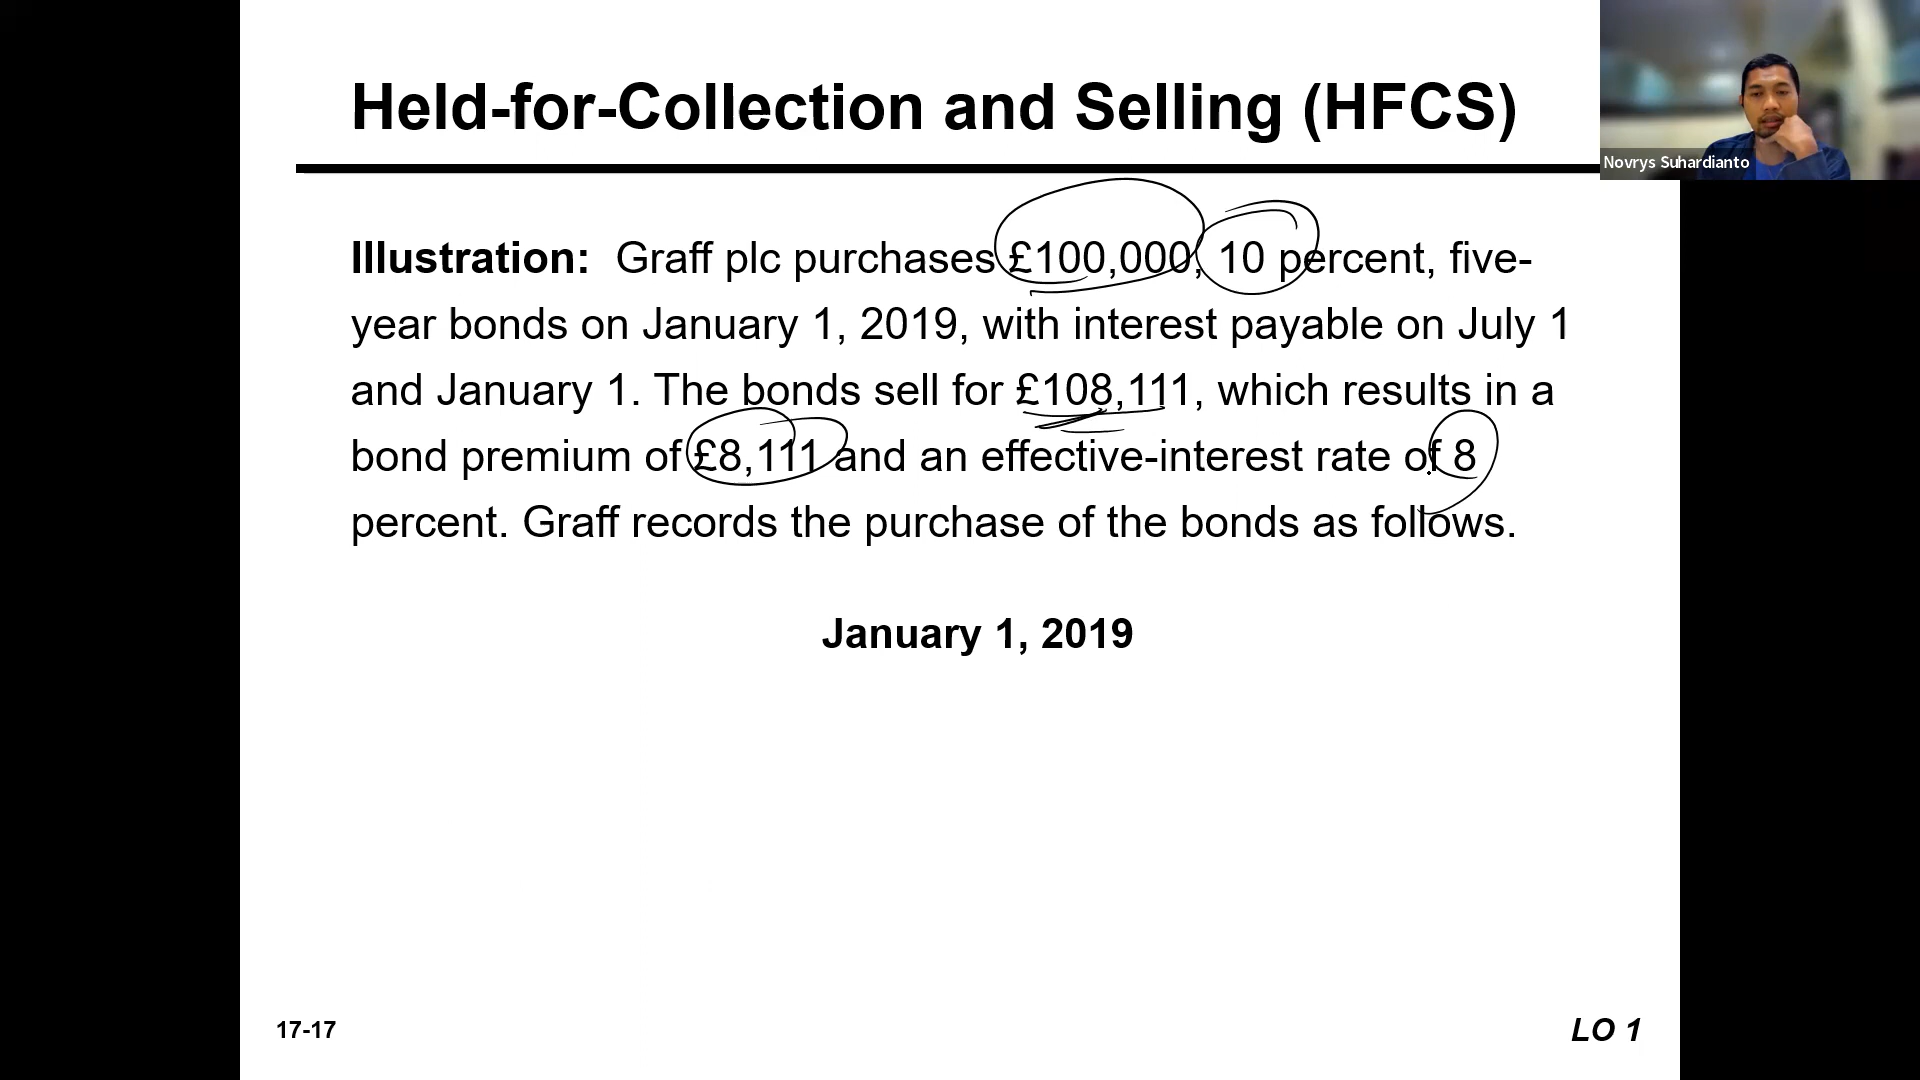 Held-for-Collection and Selling (HFCS)
Novrys Suhardianto
Illustration: Graff plc purchases £100,000, 10 percent, five-
year bonds on January 1, 2019, with interest payable on July 1
and January 1. The bonds sell for £108,111, which results in a
bond premium of £8,111 and an effective-interest rate of 8
percent. Graff records the purchase of the bonds as follows.
January 1, 2019
17-17
LO 1